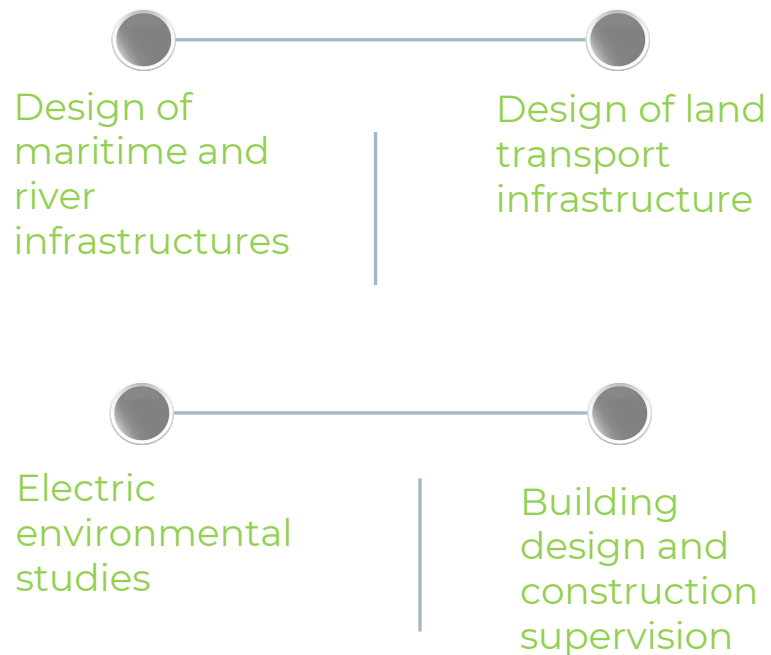 Design of
maritime and
river
infrastructures
Design of land
transport
infrastructure
Electric
environmental
studies
Building
design and
construction
supervision